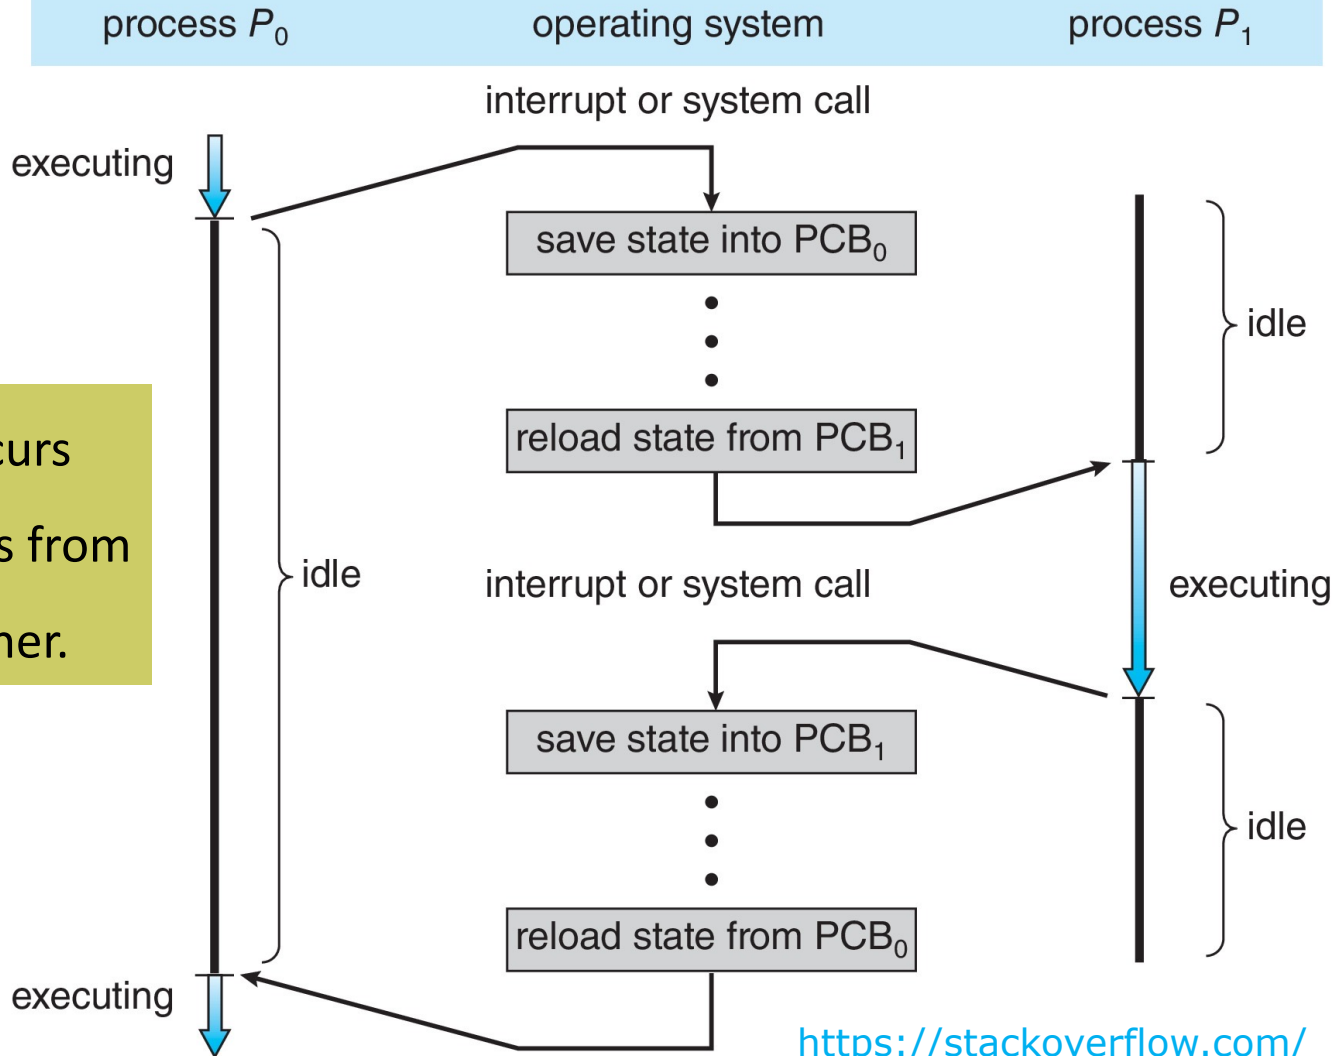 process P0 operating system process P1
interrupt or system call
executing
save state into PCB0
idle
reload state from PCB1
curs
s from
ner.
idle
interrupt or system call
executing
save state into PCB1
idle
reload state from PCB0
executing
https://stackoverflow.com/